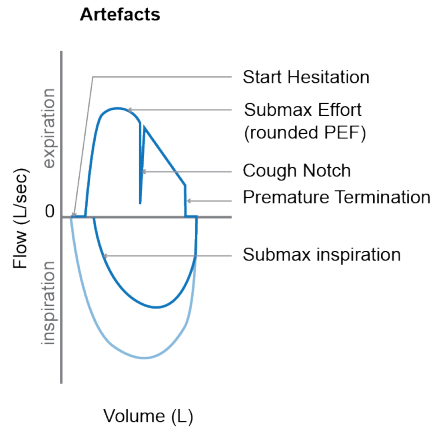 Artefacts
Start Hesitation
Submax Effort
(rounded PEF)
Cough Notch
Premature Termination
Submax inspiration
Flow (L/sec)
expiration
0
inspiration
Volume (L)